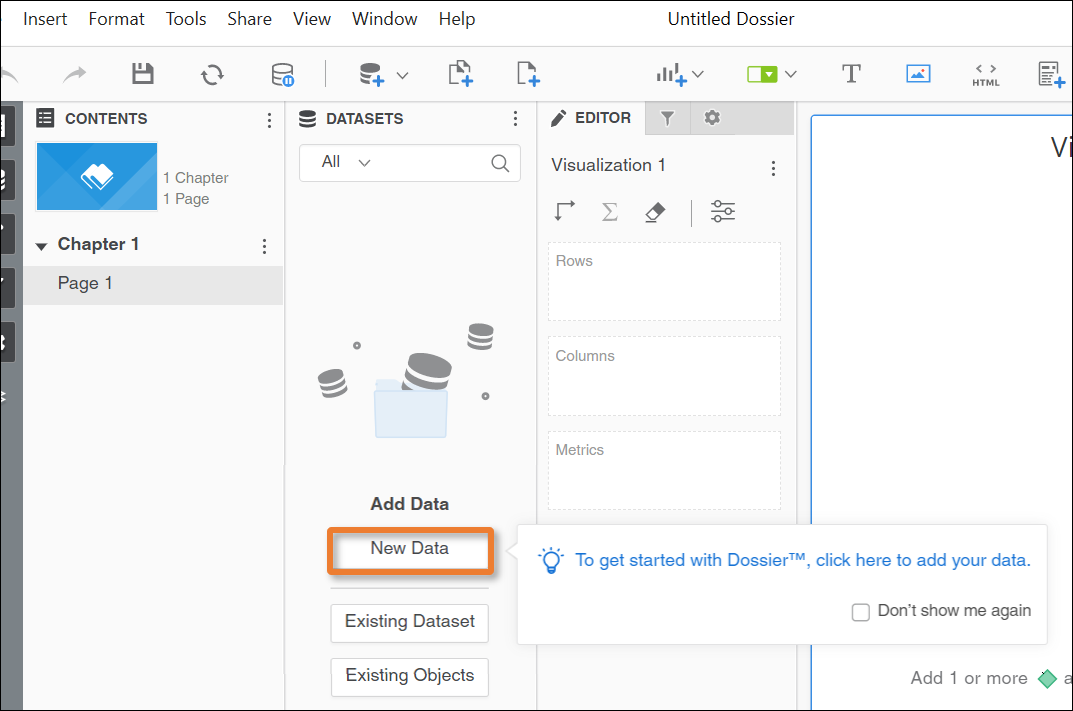 Insert Format Tools Share View Window Help Untitled Dossier
HTML
CONTENTS
1 Chapter
1 Page
Chapter 1
Page 1
DATASETS
All
Add Data
New Data
Existing Dataset
Existing Objects
EDITOR
Visualization 1
Rows
Columns
Metrics
To get started with Dossier™, click here to add your data.
Don't show me again
Vi
Add 1 or more a